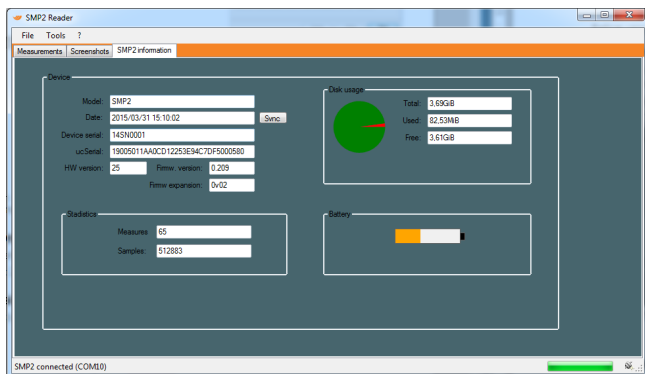 SMP2 Reader
File Tools ?
Measurements Screenshots SMP2 information
Device
Model: SMP2
Date: 2015/03/31 15:10:02 Sync
Device serial: 14SN0001
ucSerial: 19005011AA0CD12253E94C7DF5000580
HW version: 25 Firmw. version: 0.209
Firmw expansion: 0v02
Disk usage
Total: 3,69GiB
Used: 82,53MiB
Free: 3,61GiB
Stadistics
Measures 65
Samples: 512883
Battery
SMP2 connected (COM10)